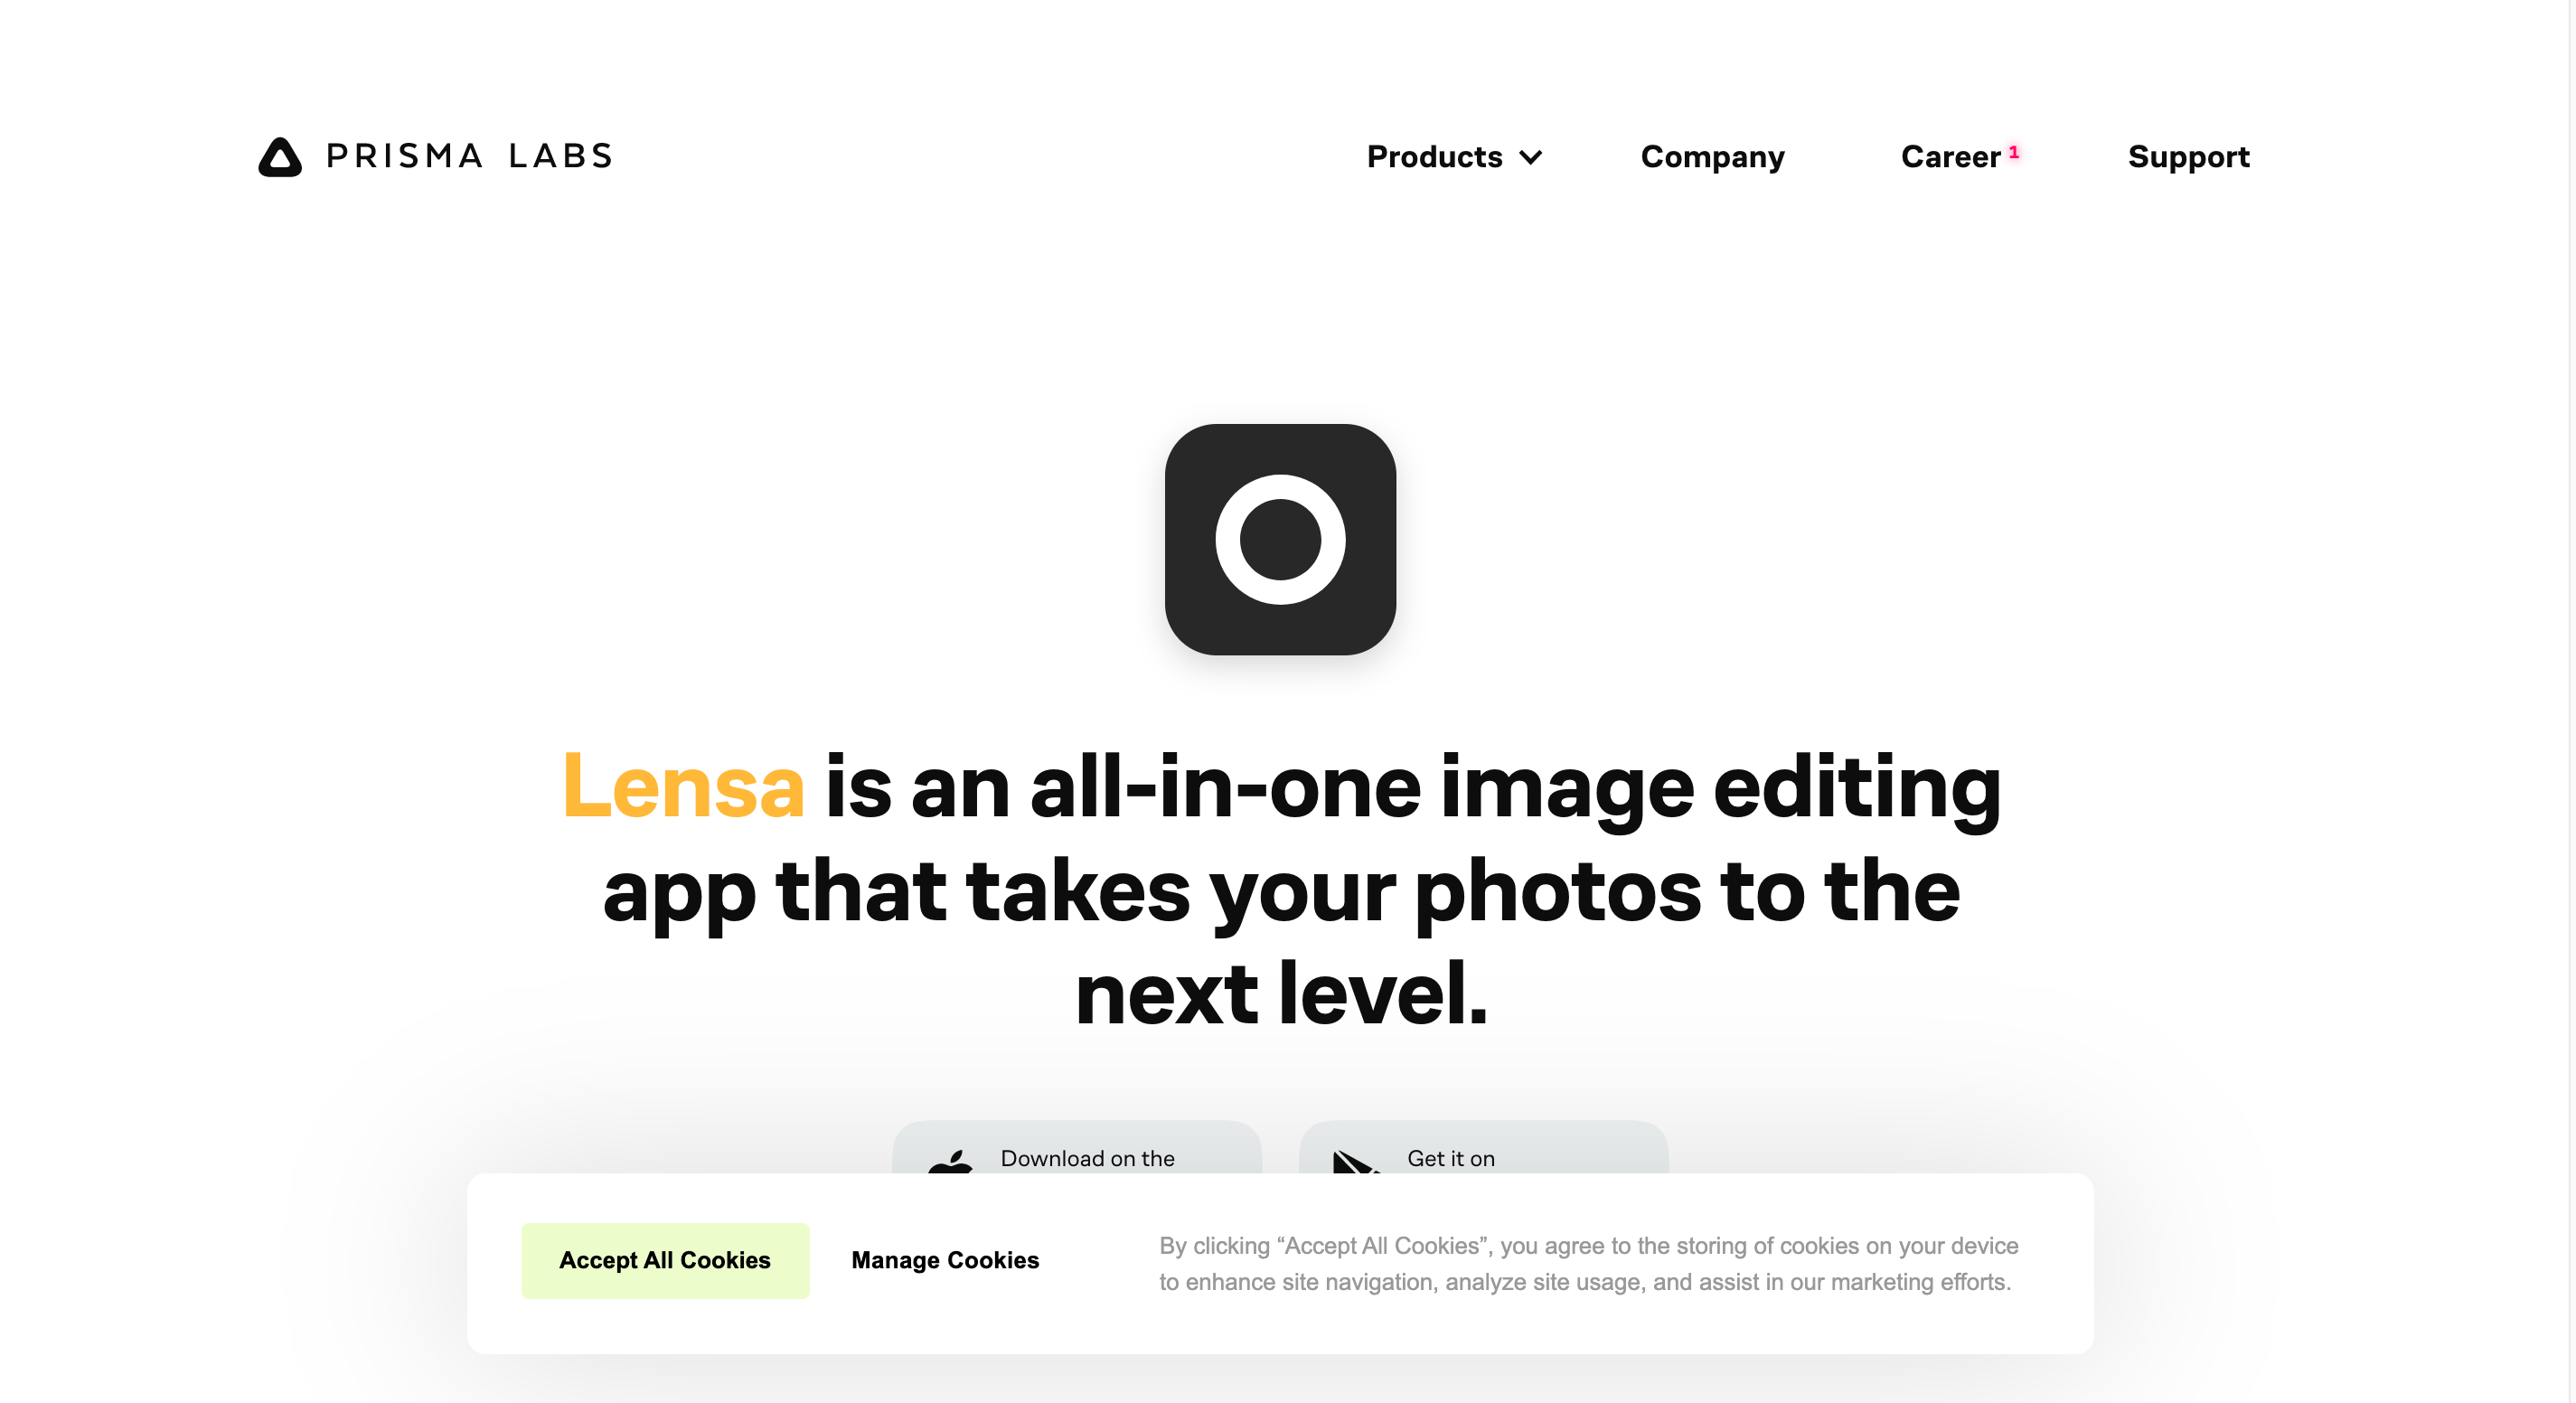 PRISMA LABS
Products
Company
Career 1
Support
Lensa is an all-in-one image editing
app that takes your photos to the
next level.
Download on the
Get it on
Accept All Cookies
Manage Cookies
By clicking “Accept All Cookies”, you agree to the storing of cookies on your device
to enhance site navigation, analyze site usage, and assist in our marketing efforts.